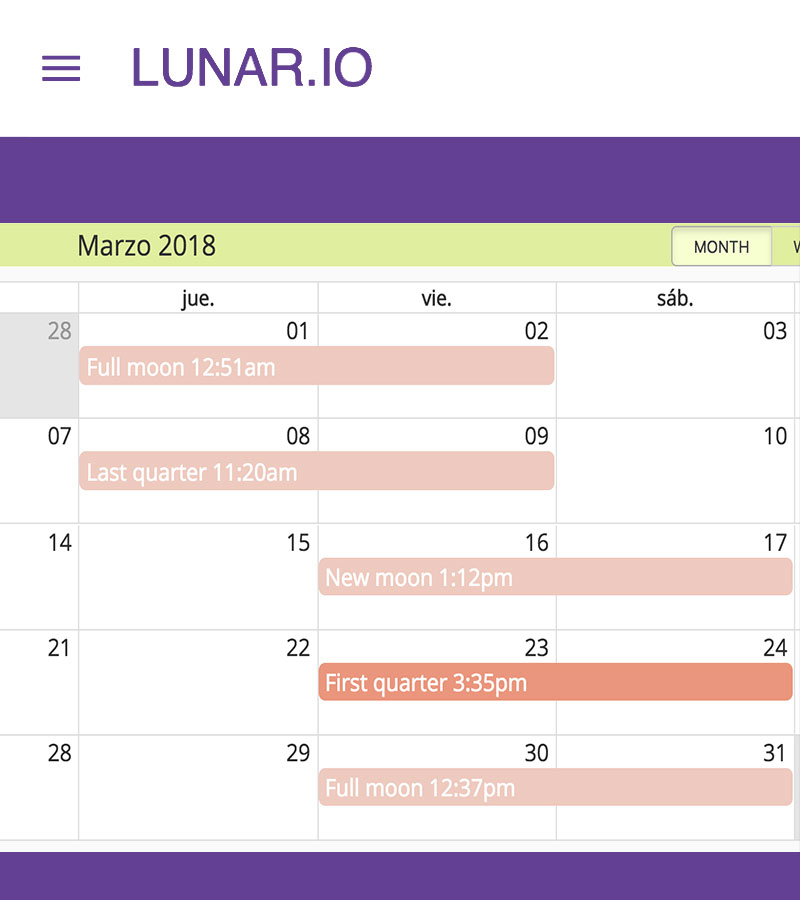 LUNAR.IO
Marzo 2018 MONTH
jue. vie. sáb.
28 01 02 03
Full moon 12:51am
07 08 09 10
Last quarter 11:20am
14 15 16 17
New moon 1:12pm
21 22 23 24
First quarter 3:35pm
28 29 30 31
Full moon 12:37pm